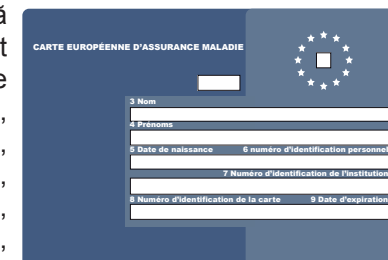 ă
t
e
,
,
,
,
,
CARTE EUROPÉENNE D'ASSURANCE MALADIE
3 Nom
4 Prénoms
5 Date de naissance 6 numéro d'identification personnel
7 Numéro d'identification de l'institution
8 Numéro d'identification de la carte 9 Date d'expiration